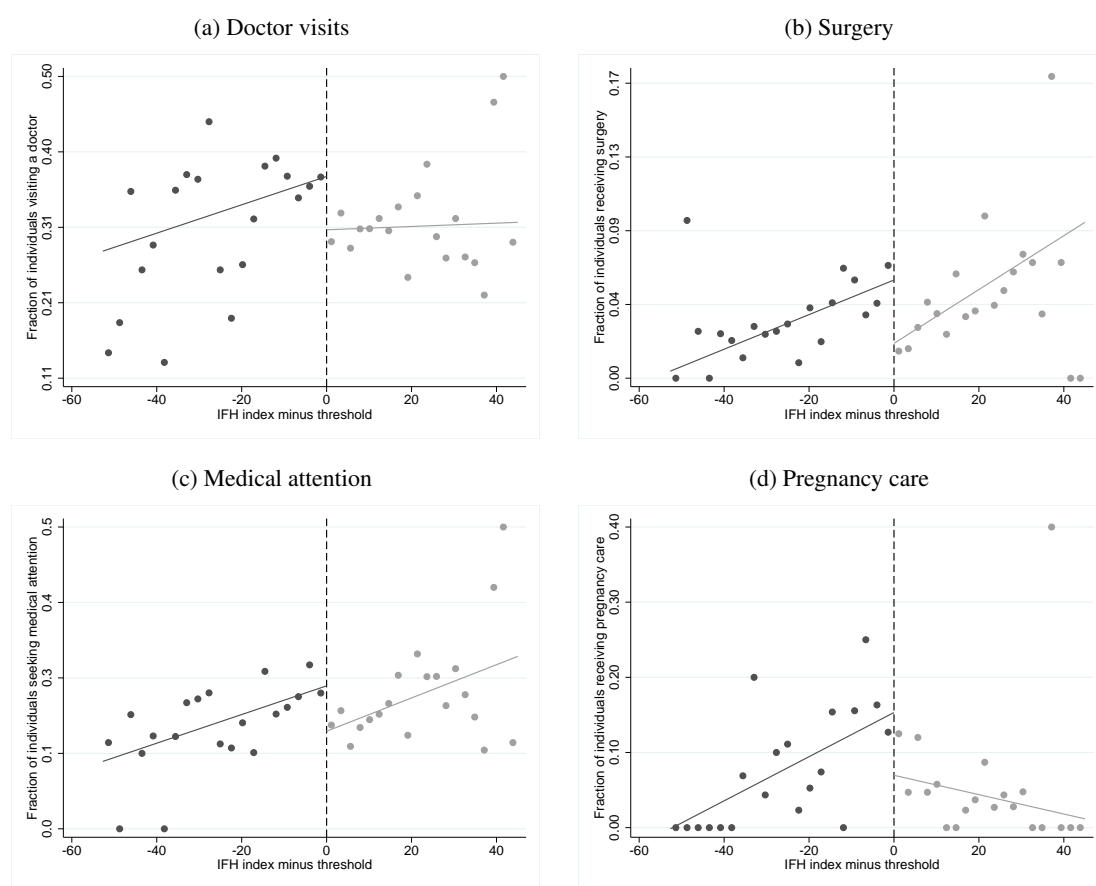 (a) Doctor visits
Fraction of individuals visiting a doctor
0.50
0.40
0.31
0.21
0.11
-60 -40 -20 0 20 40
IFH index minus threshold
(b) Surgery
Fraction of individuals receiving surgery
0.17
0.13
0.09
0.04
0.00
-60 -40 -20 0 20 40
IFH index minus threshold
(c) Medical attention
Fraction of individuals seeking medical attention
0.5
0.4
0.3
0.1
0.0
-60 -40 -20 0 20 40
IFH index minus threshold
(d) Pregnancy care
Fraction of individuals receiving pregnancy care
0.40
0.30
0.20
0.10
0.00
-60 -40 -20 0 20 40
IFH index minus threshold